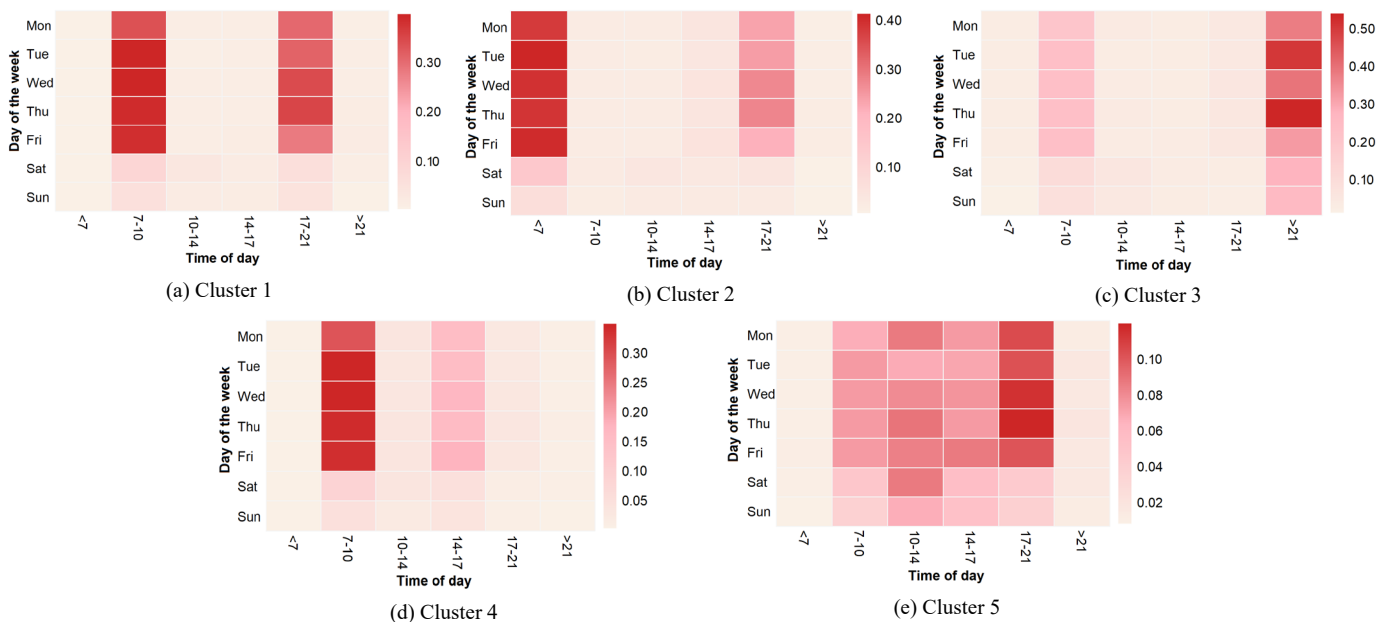 Day of the week
Mon
Tue
Wed
Thu
Fri
Sat
Sun
<7
7-10
10-14
14-17
17-21
>21
Time of day
0.30
0.20
0.10
(a) Cluster 1
Day of the week
Mon
Tue
Wed
Thu
Fri
Sat
Sun
<7
7-10
10-14
14-17
17-21
>21
Time of day
0.40
0.30
0.20
0.10
(b) Cluster 2
Day of the week
Mon
Tue
Wed
Thu
Fri
Sat
Sun
<7
7-10
10-14
14-17
17-21
>21
Time of day
0.50
0.40
0.30
0.20
0.10
(c) Cluster 3
Day of the week
Mon
Tue
Wed
Thu
Fri
Sat
Sun
<7
7-10
10-14
14-17
17-21
>21
Time of day
0.30
0.25
0.20
0.15
0.10
0.05
(d) Cluster 4
Day of the week
Mon
Tue
Wed
Thu
Fri
Sat
Sun
<7
7-10
10-14
14-17
17-21
>21
Time of day
0.10
0.08
0.06
0.04
0.02
(e) Cluster 5